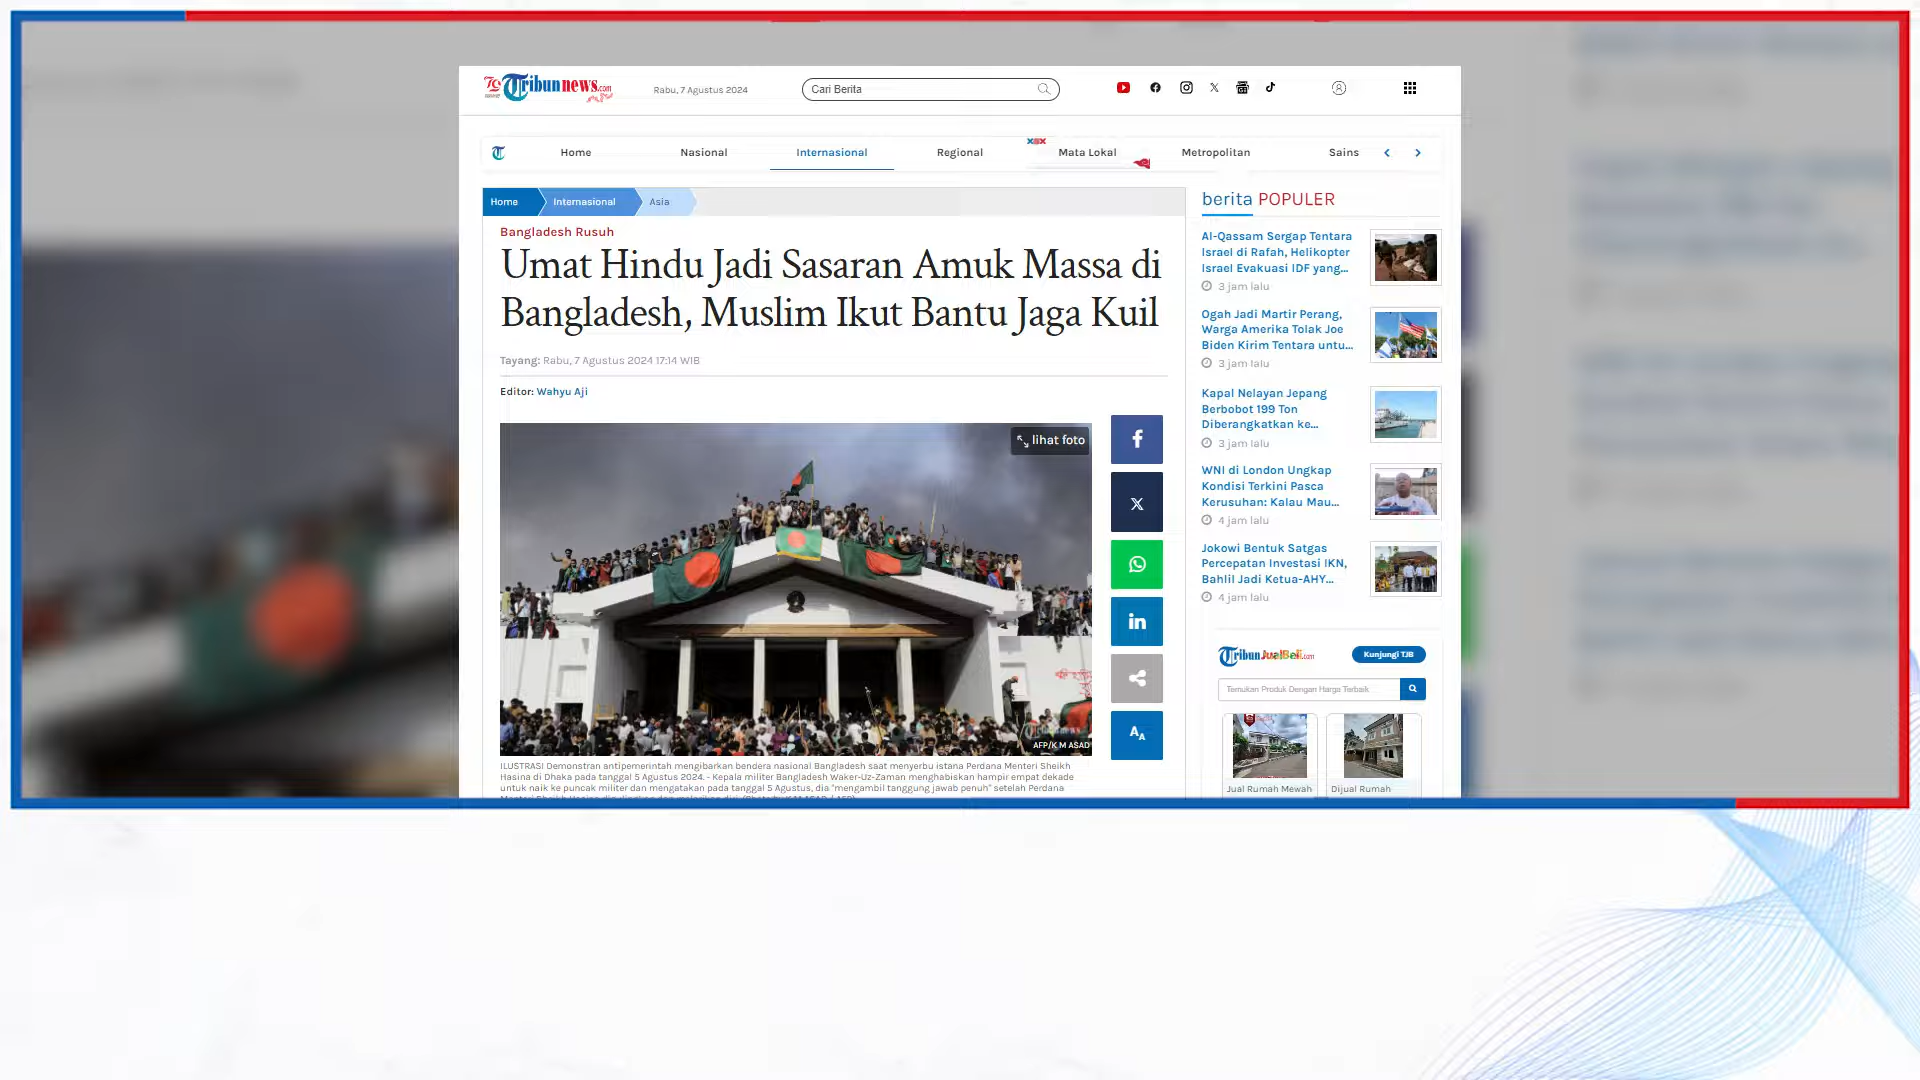 Tribunnews.com
Rabu, 7 Agustus 2024
Cari Berita
Home
Nasional
Internasional
Regional
Mata Lokal
Metropolitan
Sains
Home
Internasional
Asia
Bangladesh Rusuh
Umat Hindu Jadi Sasaran Amuk Massa di
Bangladesh, Muslim Ikut Bantu Jaga Kuil
Tayang: Rabu, 7 Agustus 2024 17:14 WIB
Editor: Wahyu Aji
lihat foto
AFP/K M ASAD
ILUSTRASI Demonstran antipemerintah mengibarkan bendera nasional Bangladesh saat menyerbu istana Perdana Menteri Sheikh
Hasina di Dhaka pada tanggal 5 Agustus 2024. - Kepala militer Bangladesh Waker-Uz-Zaman menghabiskan hampir empat dekade
untuk naik ke puncak militer dan mengatakan pada tanggal 5 Agustus, dia "mengambil tanggung jawab penuh" setelah Perdana
berita POPULER
Al-Qassam Sergap Tentara
Israel di Rafah, Helikopter
Israel Evakuasi IDF yang...
3 jam lalu
Ogah Jadi Martir Perang,
Warga Amerika Tolak Joe
Biden Kirim Tentara untu...
3 jam lalu
Kapal Nelayan Jepang
Berbobot 199 Ton
Diberangkatkan ke...
3 jam lalu
WNI di London Ungkap
Kondisi Terkini Pasca
Kerusuhan: Kalau Mau...
4 jam lalu
Jokowi Bentuk Satgas
Percepatan Investasi IKN,
Bahlil Jadi Ketua-AHY...
4 jam lalu
TribunJualBeli.com
Kunjungi TJB
Temukan Produk Dengan Harga Terbaik
Jual Rumah Mewah
Dijual Rumah